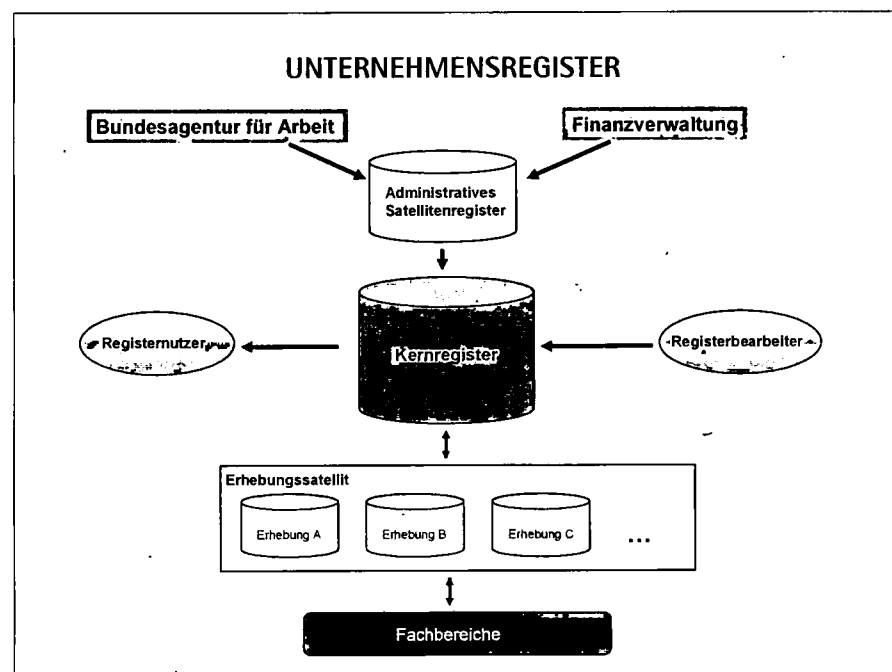 UNTERNEHMENSREGISTER
Bundesagentur für Arbeit
Finanzverwaltung
Administratives
Satellitenregister
Registernutzer
Kernregister
Registerbearbeiter
Erhebungssatellit
Erhebung A
Erhebung B
Erhebung C
...
Fachbereiche